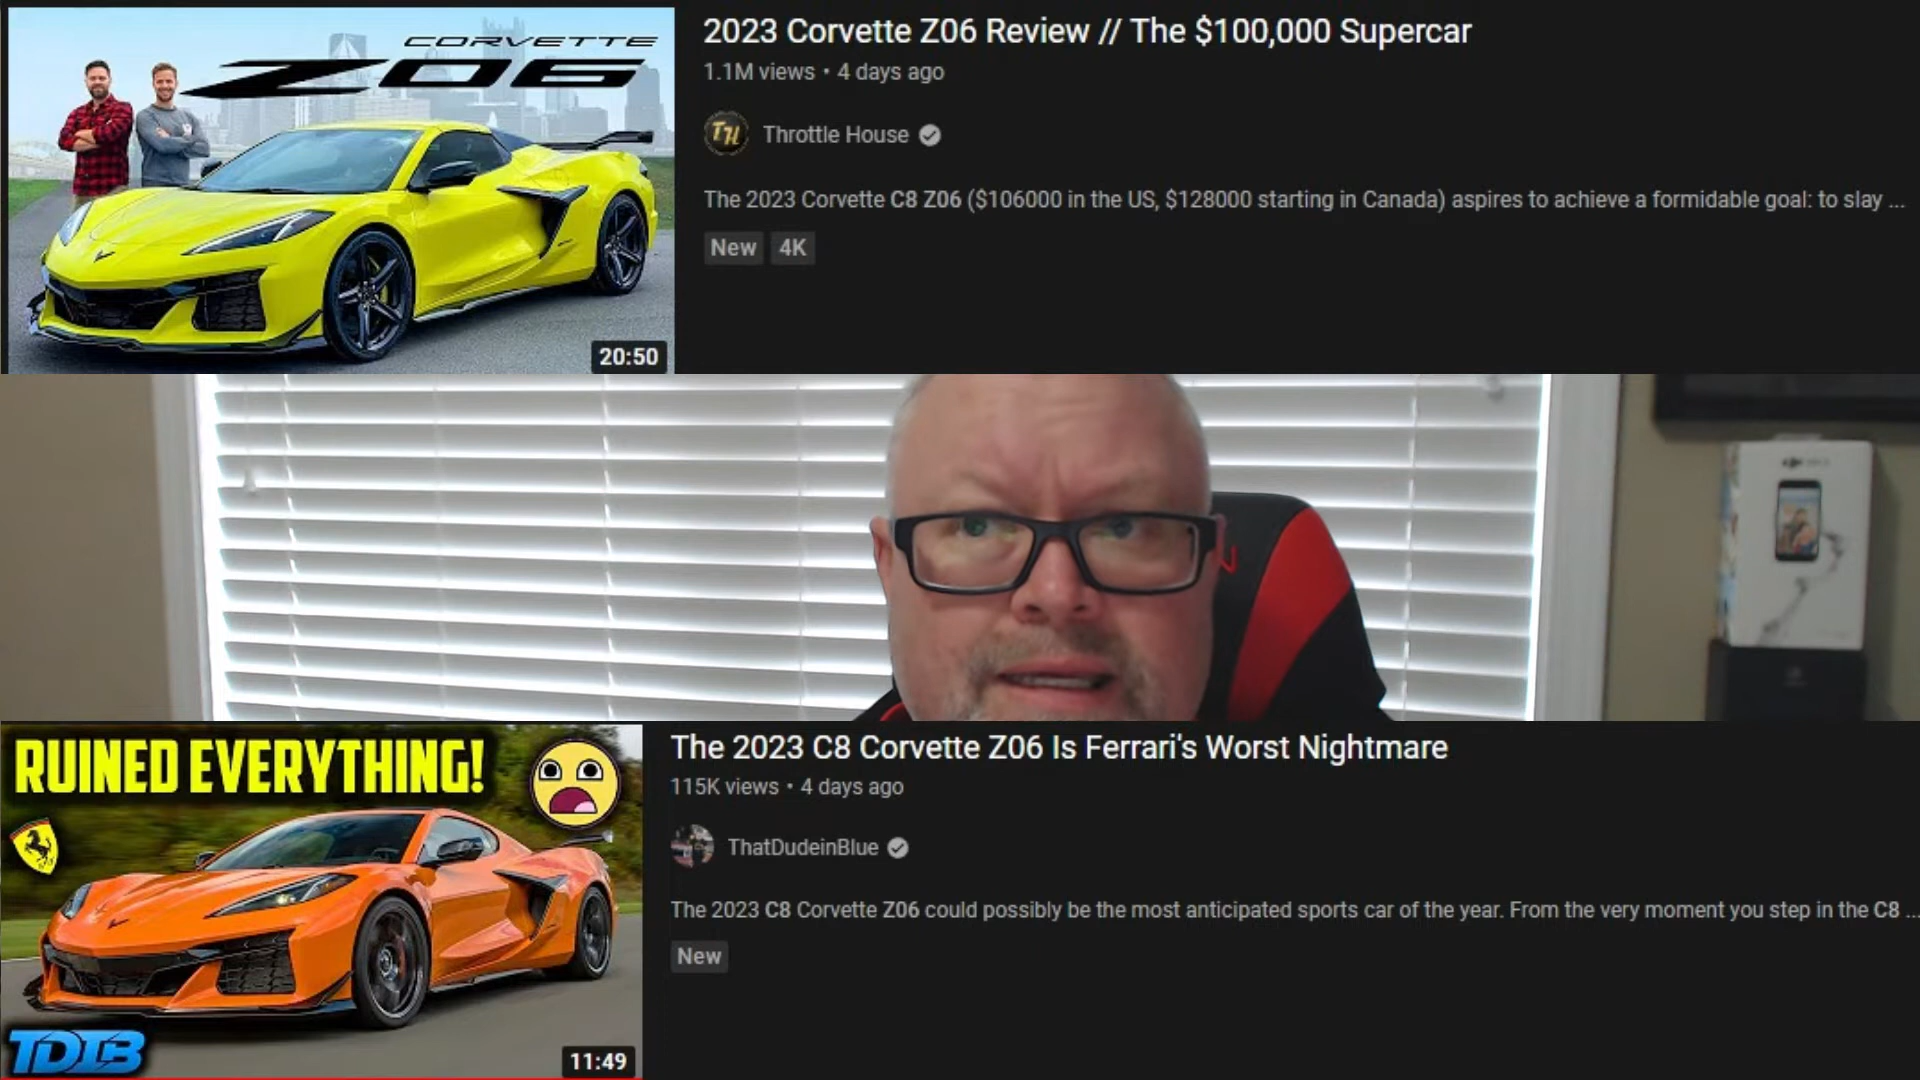 CORVETTE
Z06
20:50
2023 Corvette Z06 Review // The $100,000 Supercar
1.1M views • 4 days ago
TH
Throttle House
The 2023 Corvette C8 Z06 ($106000 in the US, $128000 starting in Canada) aspires to achieve a formidable goal: to slay ...
New 4K
dji
RUINED EVERYTHING!
TDIB
11:49
The 2023 C8 Corvette Z06 Is Ferrari's Worst Nightmare
115K views • 4 days ago
ThatDudeinBlue
The 2023 C8 Corvette Z06 could possibly be the most anticipated sports car of the year. From the very moment you step in the C8 ...
New